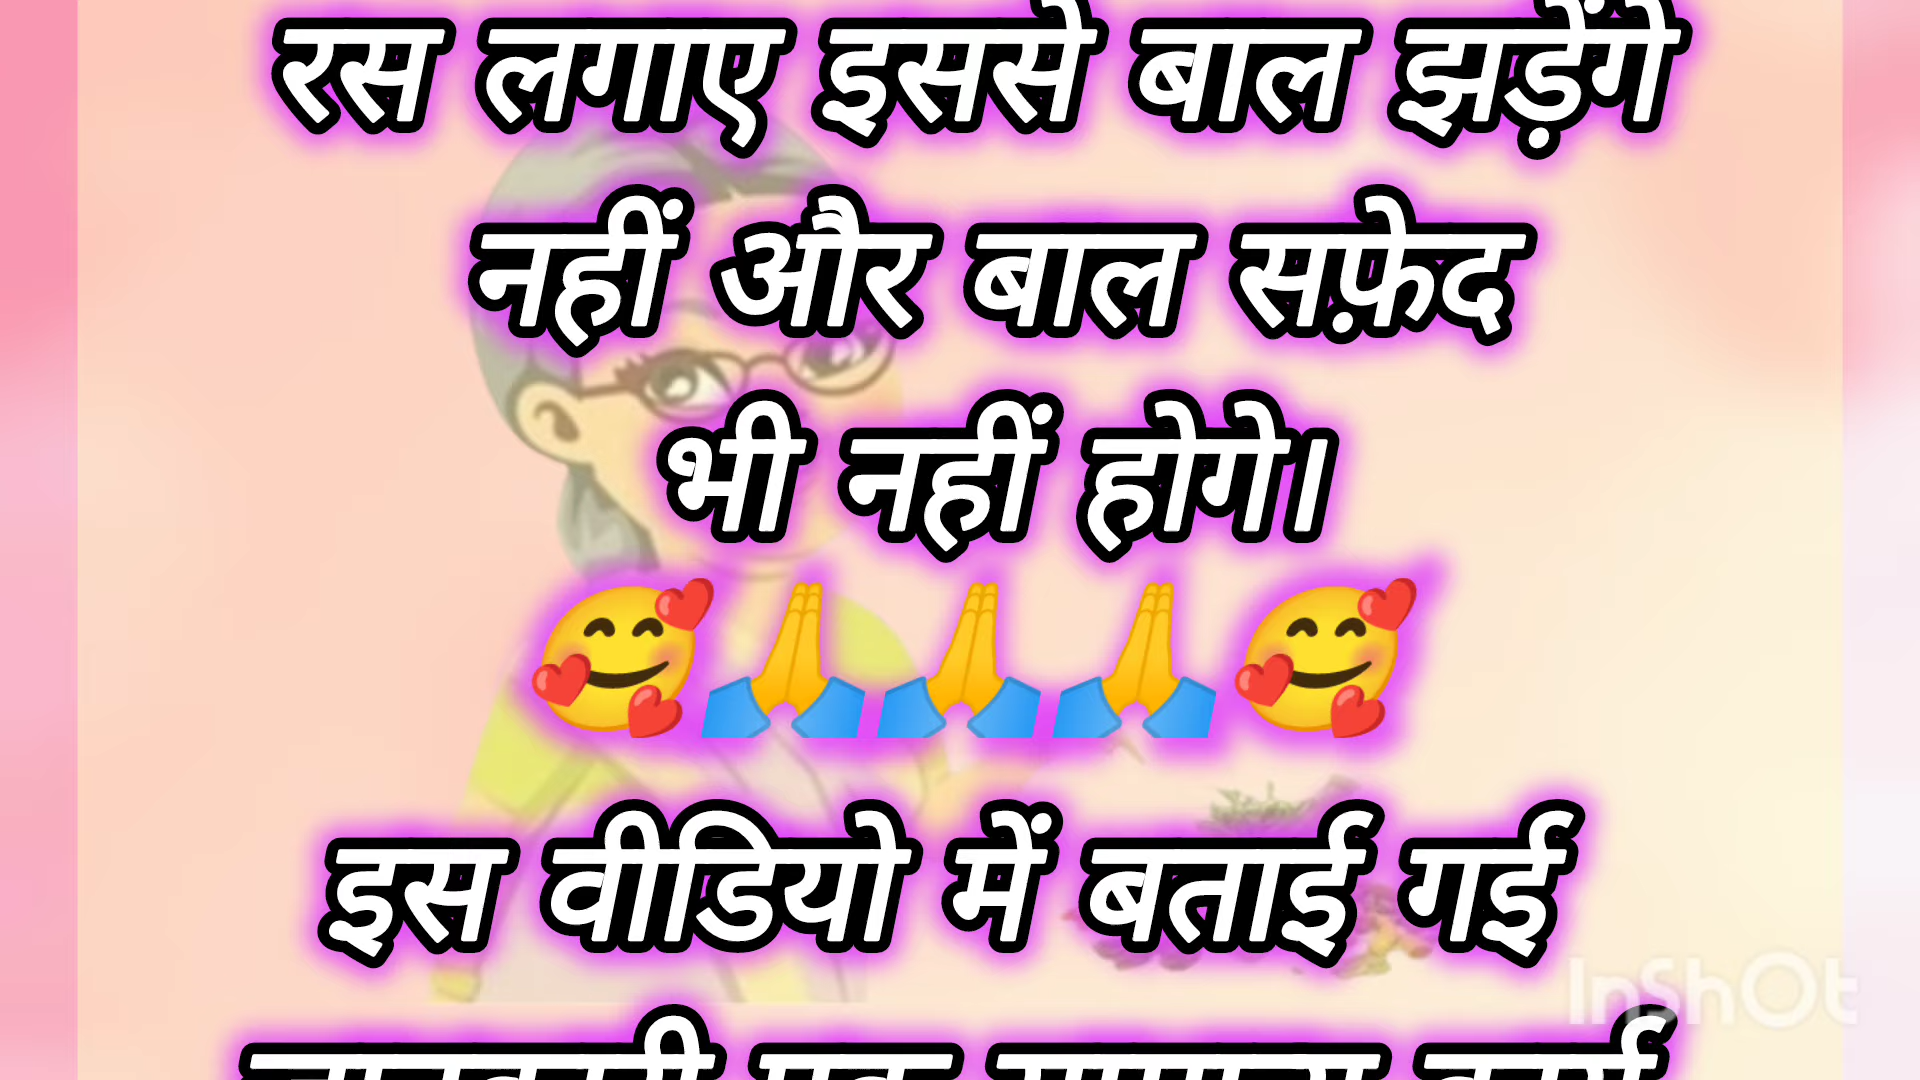 रस लगाए इससे बाल झड़ेंगे
नहीं और बाल सफ़ेद
भी नहीं होगे।
🥰🙏🙏🙏🥰
इस वीडियो में बताई गई
InShOt